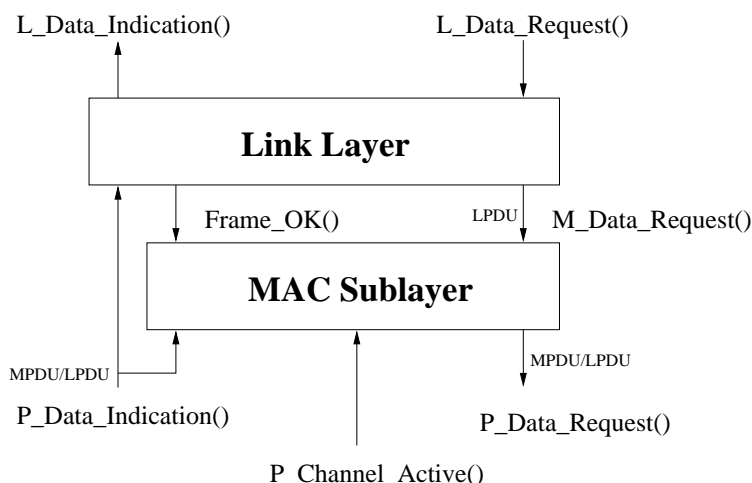 L_Data_Indication()
L_Data_Request()
Link Layer
Frame_OK()
LPDU
M_Data_Request()
MAC Sublayer
MPDU/LPDU
MPDU/LPDU
P_Data_Indication()
P_Data_Request()
P_Channel_Active()